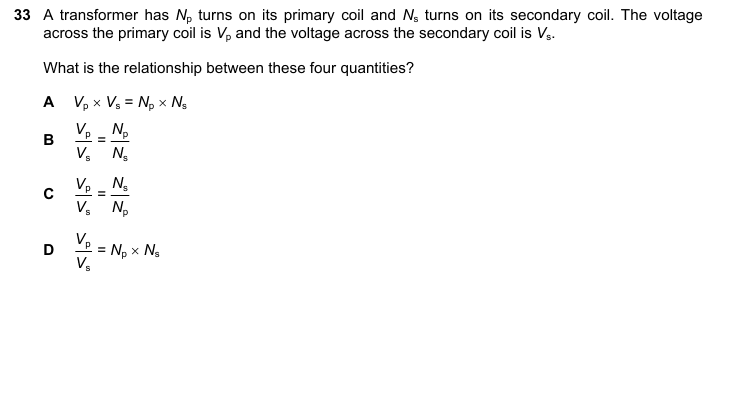 33 A transformer has Np turns on its primary coil and Ns turns on its secondary coil. The voltage
across the primary coil is Vp and the voltage across the secondary coil is Vs.
What is the relationship between these four quantities?
A Vp × Vs = Np × Ns
B Vp/Vs = Np/Ns
C Vp/Vs = Ns/Np
D Vp/Vs = Np × Ns